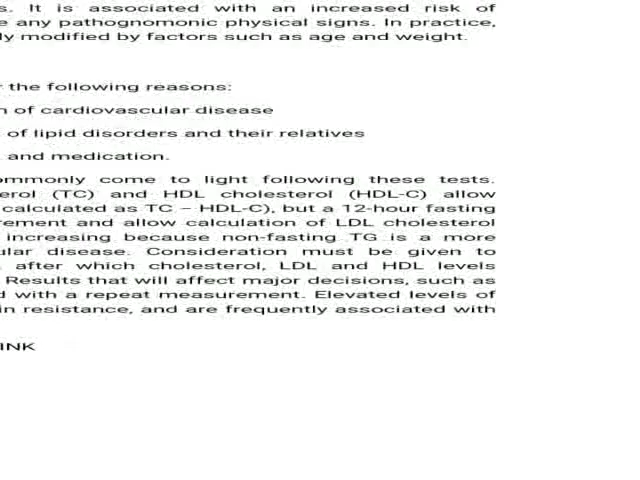 s. It is associated with an increased risk of
e any pathognomonic physical signs. In practice,
ly modified by factors such as age and weight.
r the following reasons:
n of cardiovascular disease
of lipid disorders and their relatives
and medication.
ommonly come to light following these tests.
erol (TC) and HDL cholesterol (HDL-C) allow
calculated as TC – HDL-C), but a 12-hour fasting
rement and allow calculation of LDL cholesterol
increasing because non-fasting TG is a more
ular disease. Consideration must be given to
after which cholesterol, LDL and HDL levels
Results that will affect major decisions, such as
d with a repeat measurement. Elevated levels of
in resistance, and are frequently associated with
INK